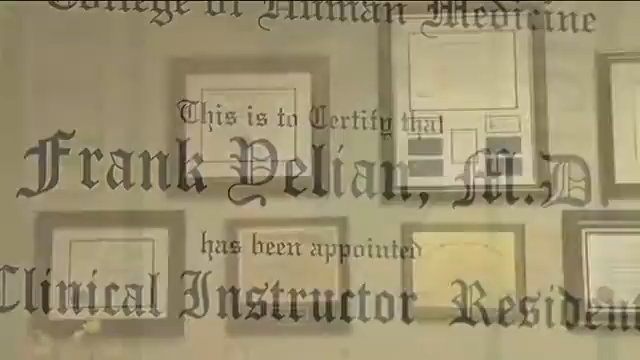 College of Human Medicine
This is to Certify that
Frank Yelian, M.D.
has been appointed
Clinical Instructor Resident